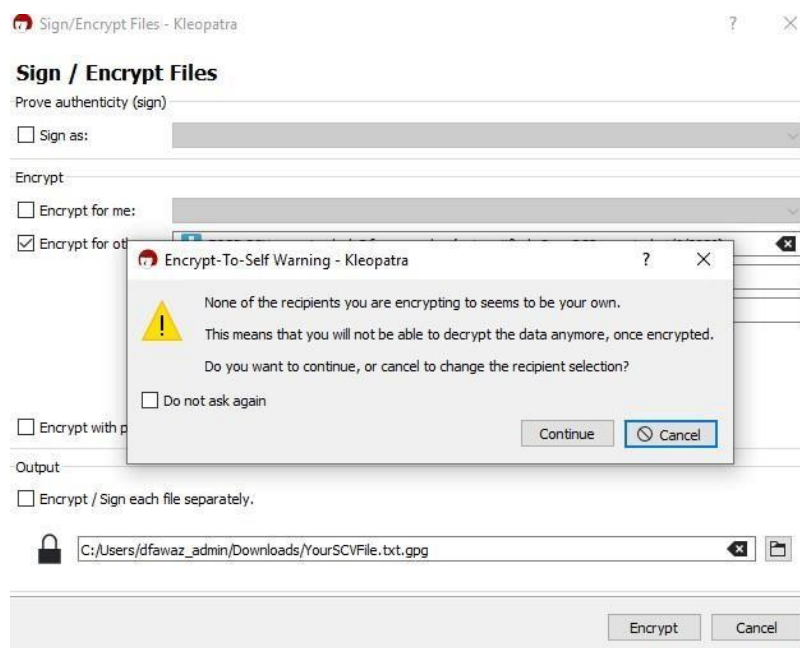 Sign/Encrypt Files - Kleopatra
Sign / Encrypt Files
Prove authenticity (sign)
Sign as:
Encrypt
Encrypt for me:
Encrypt for
Encrypt-To-Self Warning - Kleopatra
None of the recipients you are encrypting to seems to be your own.
This means that you will not be able to decrypt the data anymore, once encrypted.
Do you want to continue, or cancel to change the recipient selection?
Do not ask again
Continue
Cancel
Encrypt with
Output
Encrypt / Sign each file separately.
C:/Users/dfawaz_admin/Downloads/YourSCVFile.txt.gpg
Encrypt
Cancel